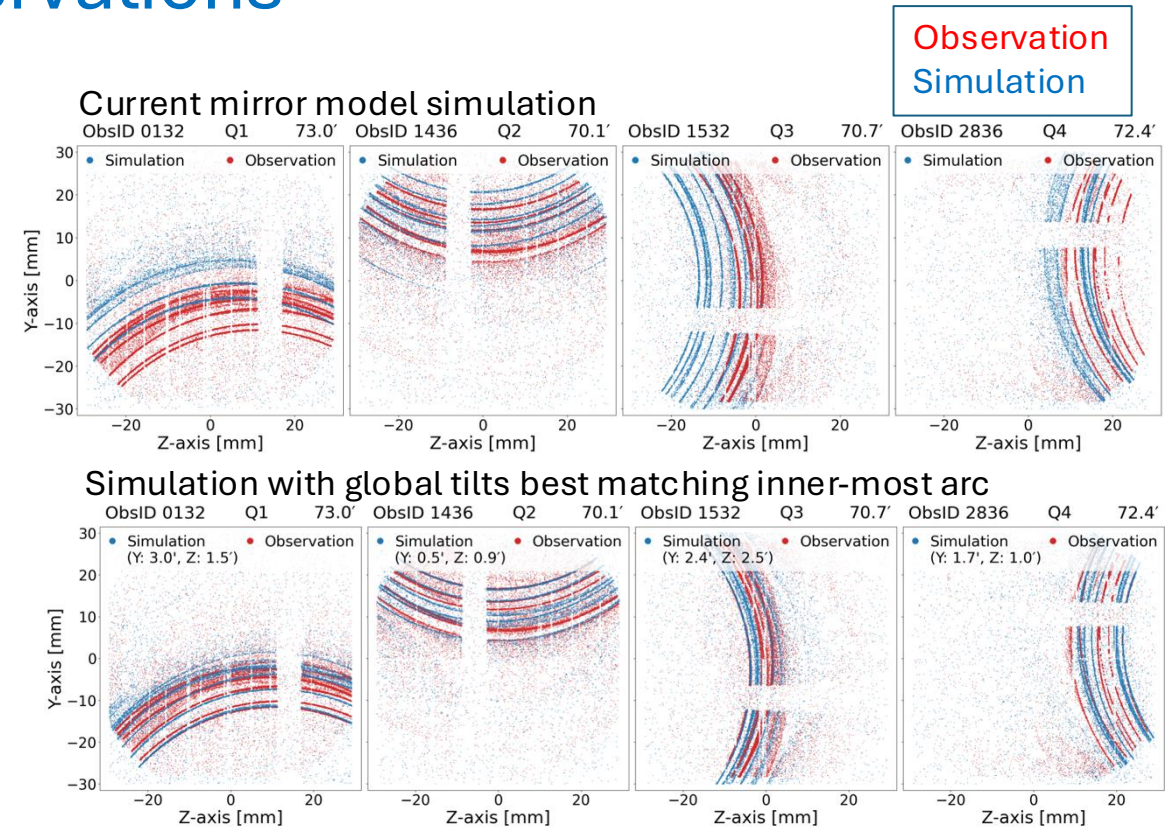 Observation
Simulation
Current mirror model simulation
ObsID 0132 Q1 73.0′ ObsID 1436 Q2 70.1′ ObsID 1532 Q3 70.7′ ObsID 2836 Q4 72.4′
Simulation Observation Simulation Observation Simulation Observation Simulation Observation
30
20
10
0
−10
−20
−30
Y-axis [mm]
−20 0 20 −20 0 20 −20 0 20 −20 0 20
Z-axis [mm] Z-axis [mm] Z-axis [mm] Z-axis [mm]
Simulation with global tilts best matching inner-most arc
ObsID 0132 Q1 73.0′ ObsID 1436 Q2 70.1′ ObsID 1532 Q3 70.7′ ObsID 2836 Q4 72.4′
Simulation Observation Simulation Observation Simulation Observation Simulation Observation
(Y: 3.0', Z: 1.5′) (Y: 0.5', Z: 0.9′) (Y: 2.4', Z: 2.5′) (Y: 1.7', Z: 1.0′)
30
20
10
0
−10
−20
−30
Y-axis [mm]
−20 0 20 −20 0 20 −20 0 20 −20 0 20
Z-axis [mm] Z-axis [mm] Z-axis [mm] Z-axis [mm]